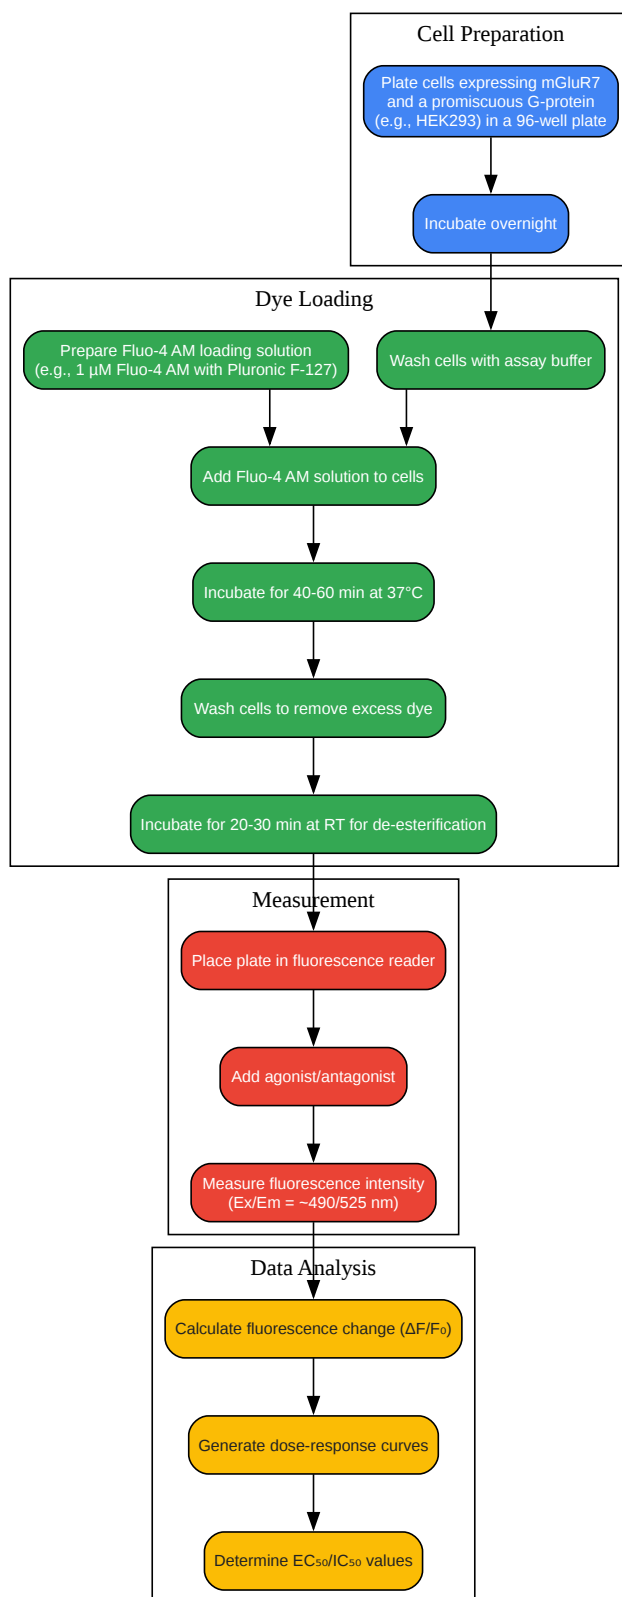 Cell Preparation
Plate cells expressing mGluR7
and a promiscuous G-protein
(e.g., HEK293) in a 96-well plate
Incubate overnight
Dye Loading
Prepare Fluo-4 AM loading solution
(e.g., 1 µM Fluo-4 AM with Pluronic F-127)
Wash cells with assay buffer
Add Fluo-4 AM solution to cells
Incubate for 40-60 min at 37°C
Wash cells to remove excess dye
Incubate for 20-30 min at RT for de-esterification
Measurement
Place plate in fluorescence reader
Add agonist/antagonist
Measure fluorescence intensity
(Ex/Em = ~490/525 nm)
Data Analysis
Calculate fluorescence change (ΔF/F₀)
Generate dose-response curves
Determine EC₅₀/IC₅₀ values